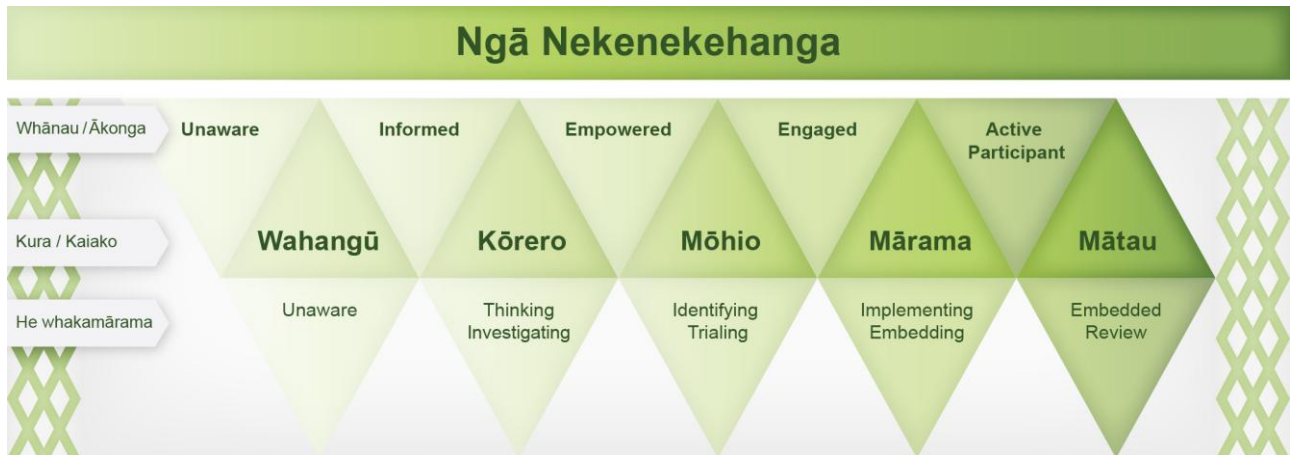 Ngā Nekenekehanga
Whānau / Ākonga
Unaware
Informed
Empowered
Engaged
Active
Participant
Kura / Kaiako
Wahangū
Kōrero
Mōhio
Mārama
Mātau
He whakamārama
Unaware
Thinking
Investigating
Identifying
Trialing
Implementing
Embedding
Embedded
Review